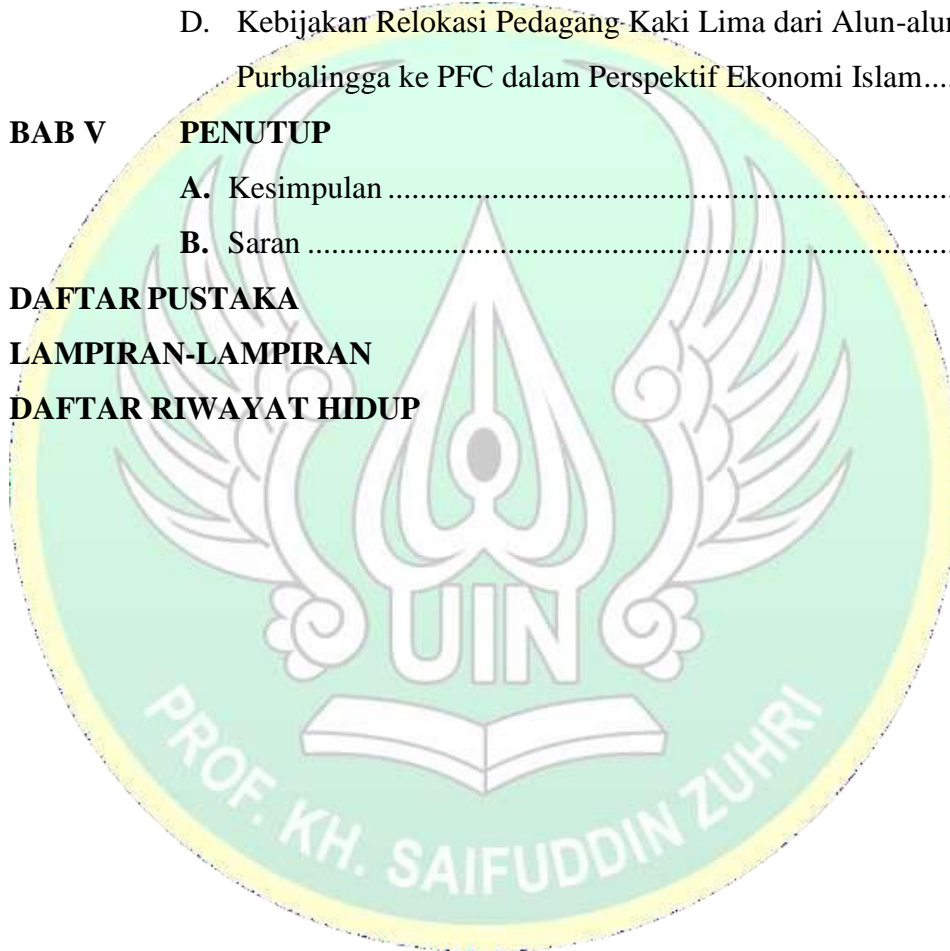 D. Kebijakan Relokasi Pedagang Kaki Lima dari Alun-alun
Purbalingga ke PFC dalam Perspektif Ekonomi Islam....
BAB V PENUTUP
A. Kesimpulan ........................................................................
B. Saran ..................................................................................
DAFTAR PUSTAKA
LAMPIRAN-LAMPIRAN
DAFTAR RIWAYAT HIDUP
UIN
PROF. KH. SAIFUDDIN ZUHRI